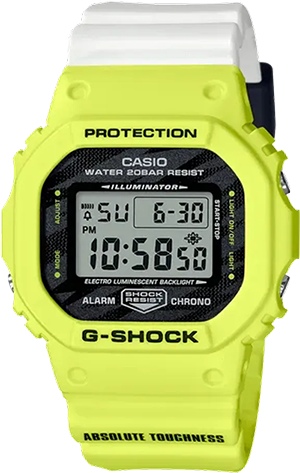 PROTECTION
CASIO
WATER 20BAR RESIST
ILLUMINATOR
ADJUST
MODE
LIGHT ON/OFF
START-STOP
SU 6-30
PM
10:58 50
ELECTRO LUMINESCENT BACKLIGHT
ALARM SHOCK RESIST CHRONO
G-SHOCK
ABSOLUTE TOUGHNESS